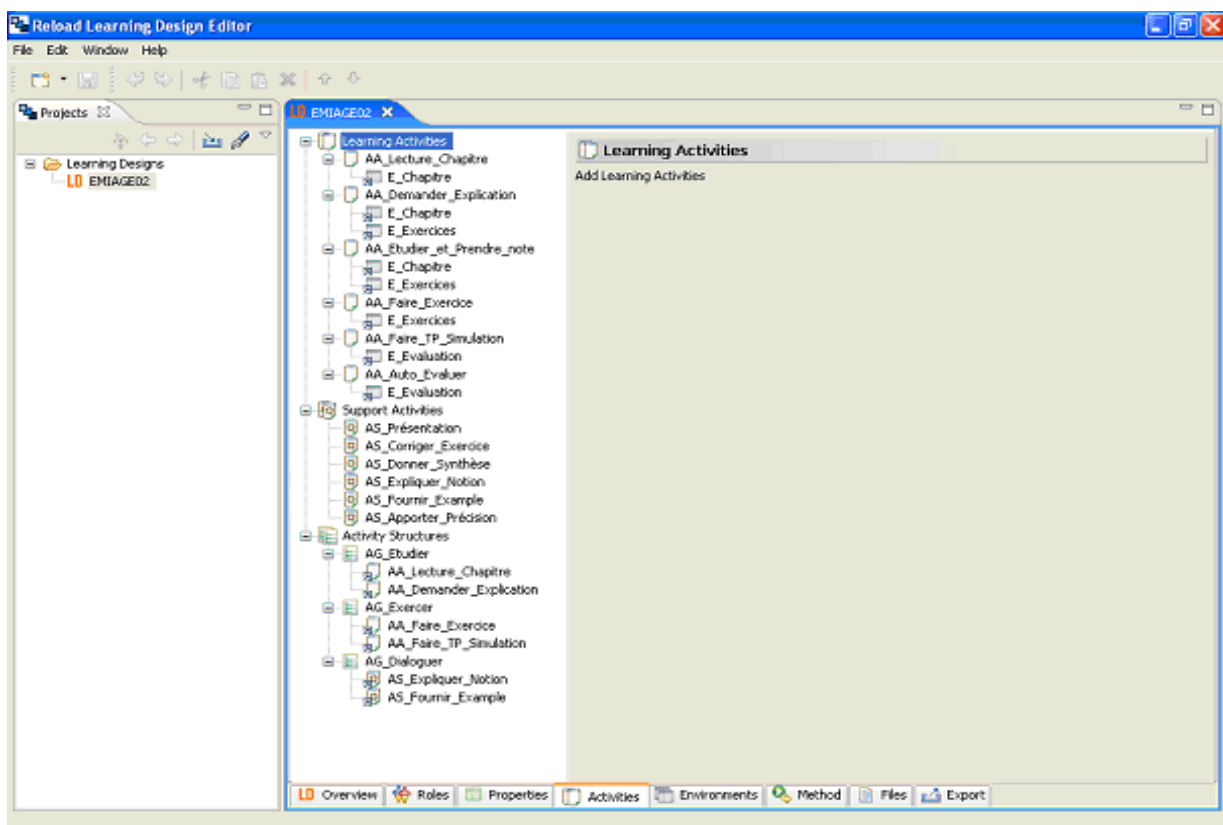 Reload Learning Design Editor
File Edit Window Help
Projects
Learning Designs
LD EMIAGE02
LD EMIAGE02
Learning Activities
AA_Lecture_Chapitre
E_Chapitre
AA_Demander_Explication
E_Chapitre
E_Exercices
AA_Etudier_et_Prendre_note
E_Chapitre
E_Exercices
AA_Faire_Exercice
E_Exercices
AA_Faire_TP_Simulation
E_Evaluation
AA_Auto_Evaluer
E_Evaluation
Support Activities
AS_Présentation
AS_Corriger_Exercice
AS_Donner_Synthèse
AS_Expliquer_Notion
AS_Fournir_Example
AS_Apporter_Précision
Activity Structures
AG_Etudier
AA_Lecture_Chapitre
AA_Demander_Explication
AG_Exercer
AA_Faire_Exercice
AA_Faire_TP_Simulation
AG_Dialoguer
AS_Expliquer_Notion
AS_Fournir_Example
Learning Activities
Add Learning Activities
LD Overview Roles Properties Activities Environments Method Files Export